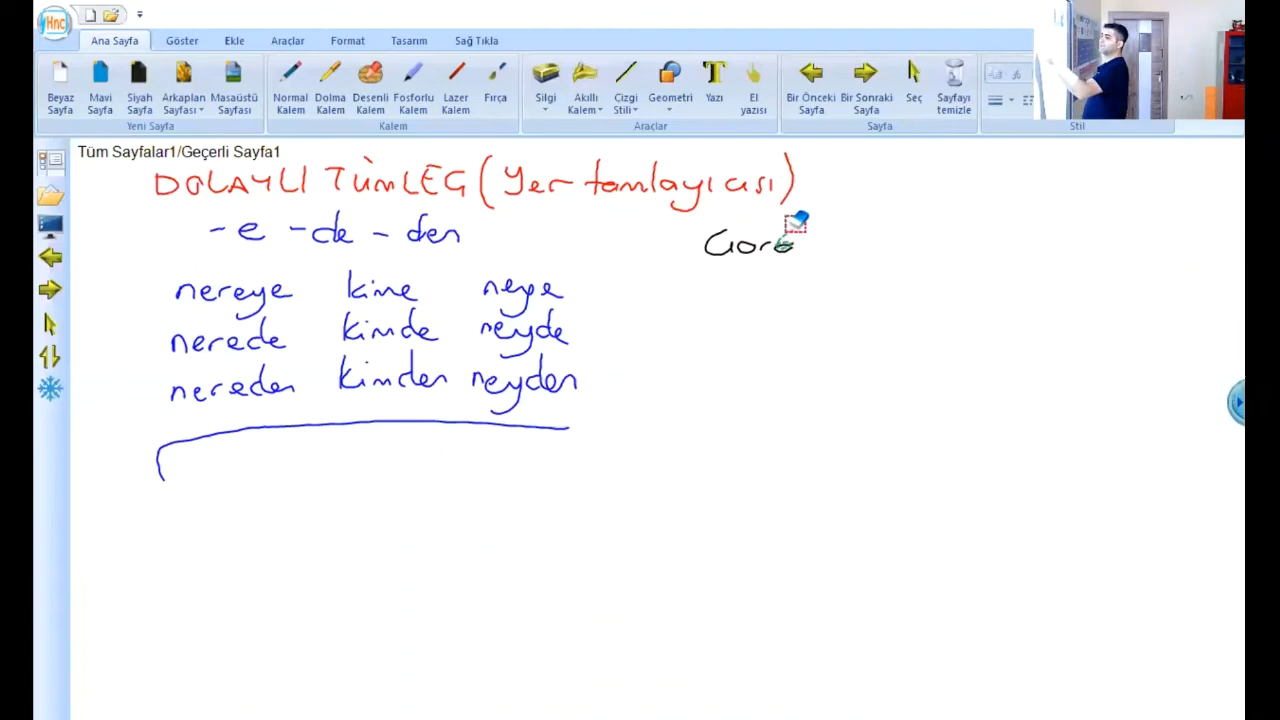 Hnc
Ana Sayfa Göster Ekle Araçlar Format Tasarım Sağ Tıkla
Beyaz Sayfa Mavi Sayfa Siyah Sayfa Arkaplan Sayfası Masaüstü Sayfası Normal Kalem Dolma Kalem Desenli Kalem Fosforlu Kalem Lazer Kalem Fırça Silgi Akıllı Kalem Çizgi Stili Geometri Yazı El yazısı Bir Önceki Sayfa Bir Sonraki Sayfa Seç Sayfayı temizle
Yeni Sayfa Kalem Araçlar Sayfa Stil
Tüm Sayfalar1/Geçerli Sayfa1
DOLAYLI TÜMLEG (Yer tamlayıcısı)
-e -de -den
Gore
nereye kime neye
nerede kimde neyde
nereden kimden neyden